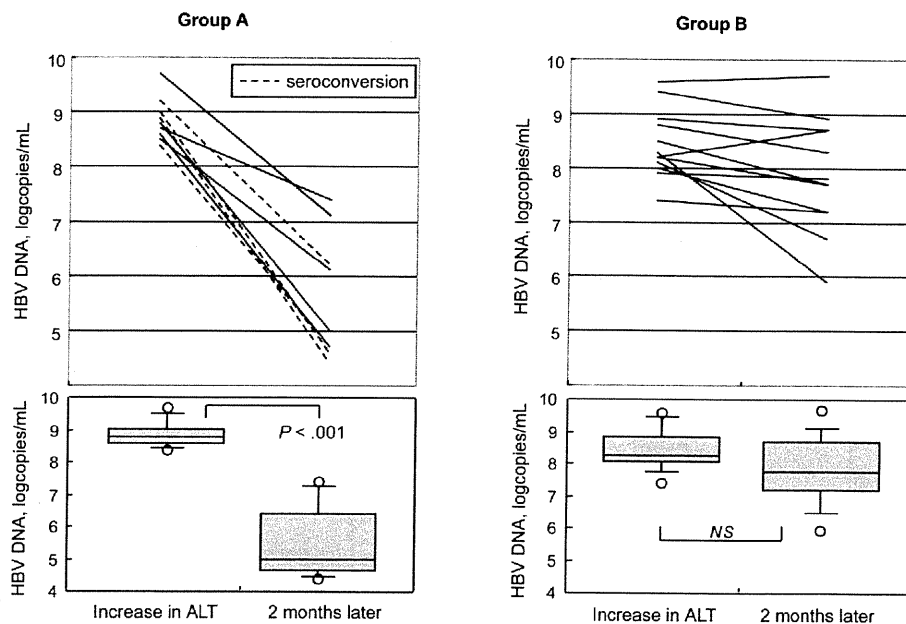 Group A
Group B
HBV DNA, logcopies/mL
10
9
8
7
6
5
seroconversion
HBV DNA, logcopies/mL
10
9
8
7
6
5
HBV DNA, logcopies/mL
10
9
8
7
6
5
4
P < .001
Increase in ALT
2 months later
HBV DNA, logcopies/mL
10
9
8
7
6
5
4
NS
Increase in ALT
2 months later